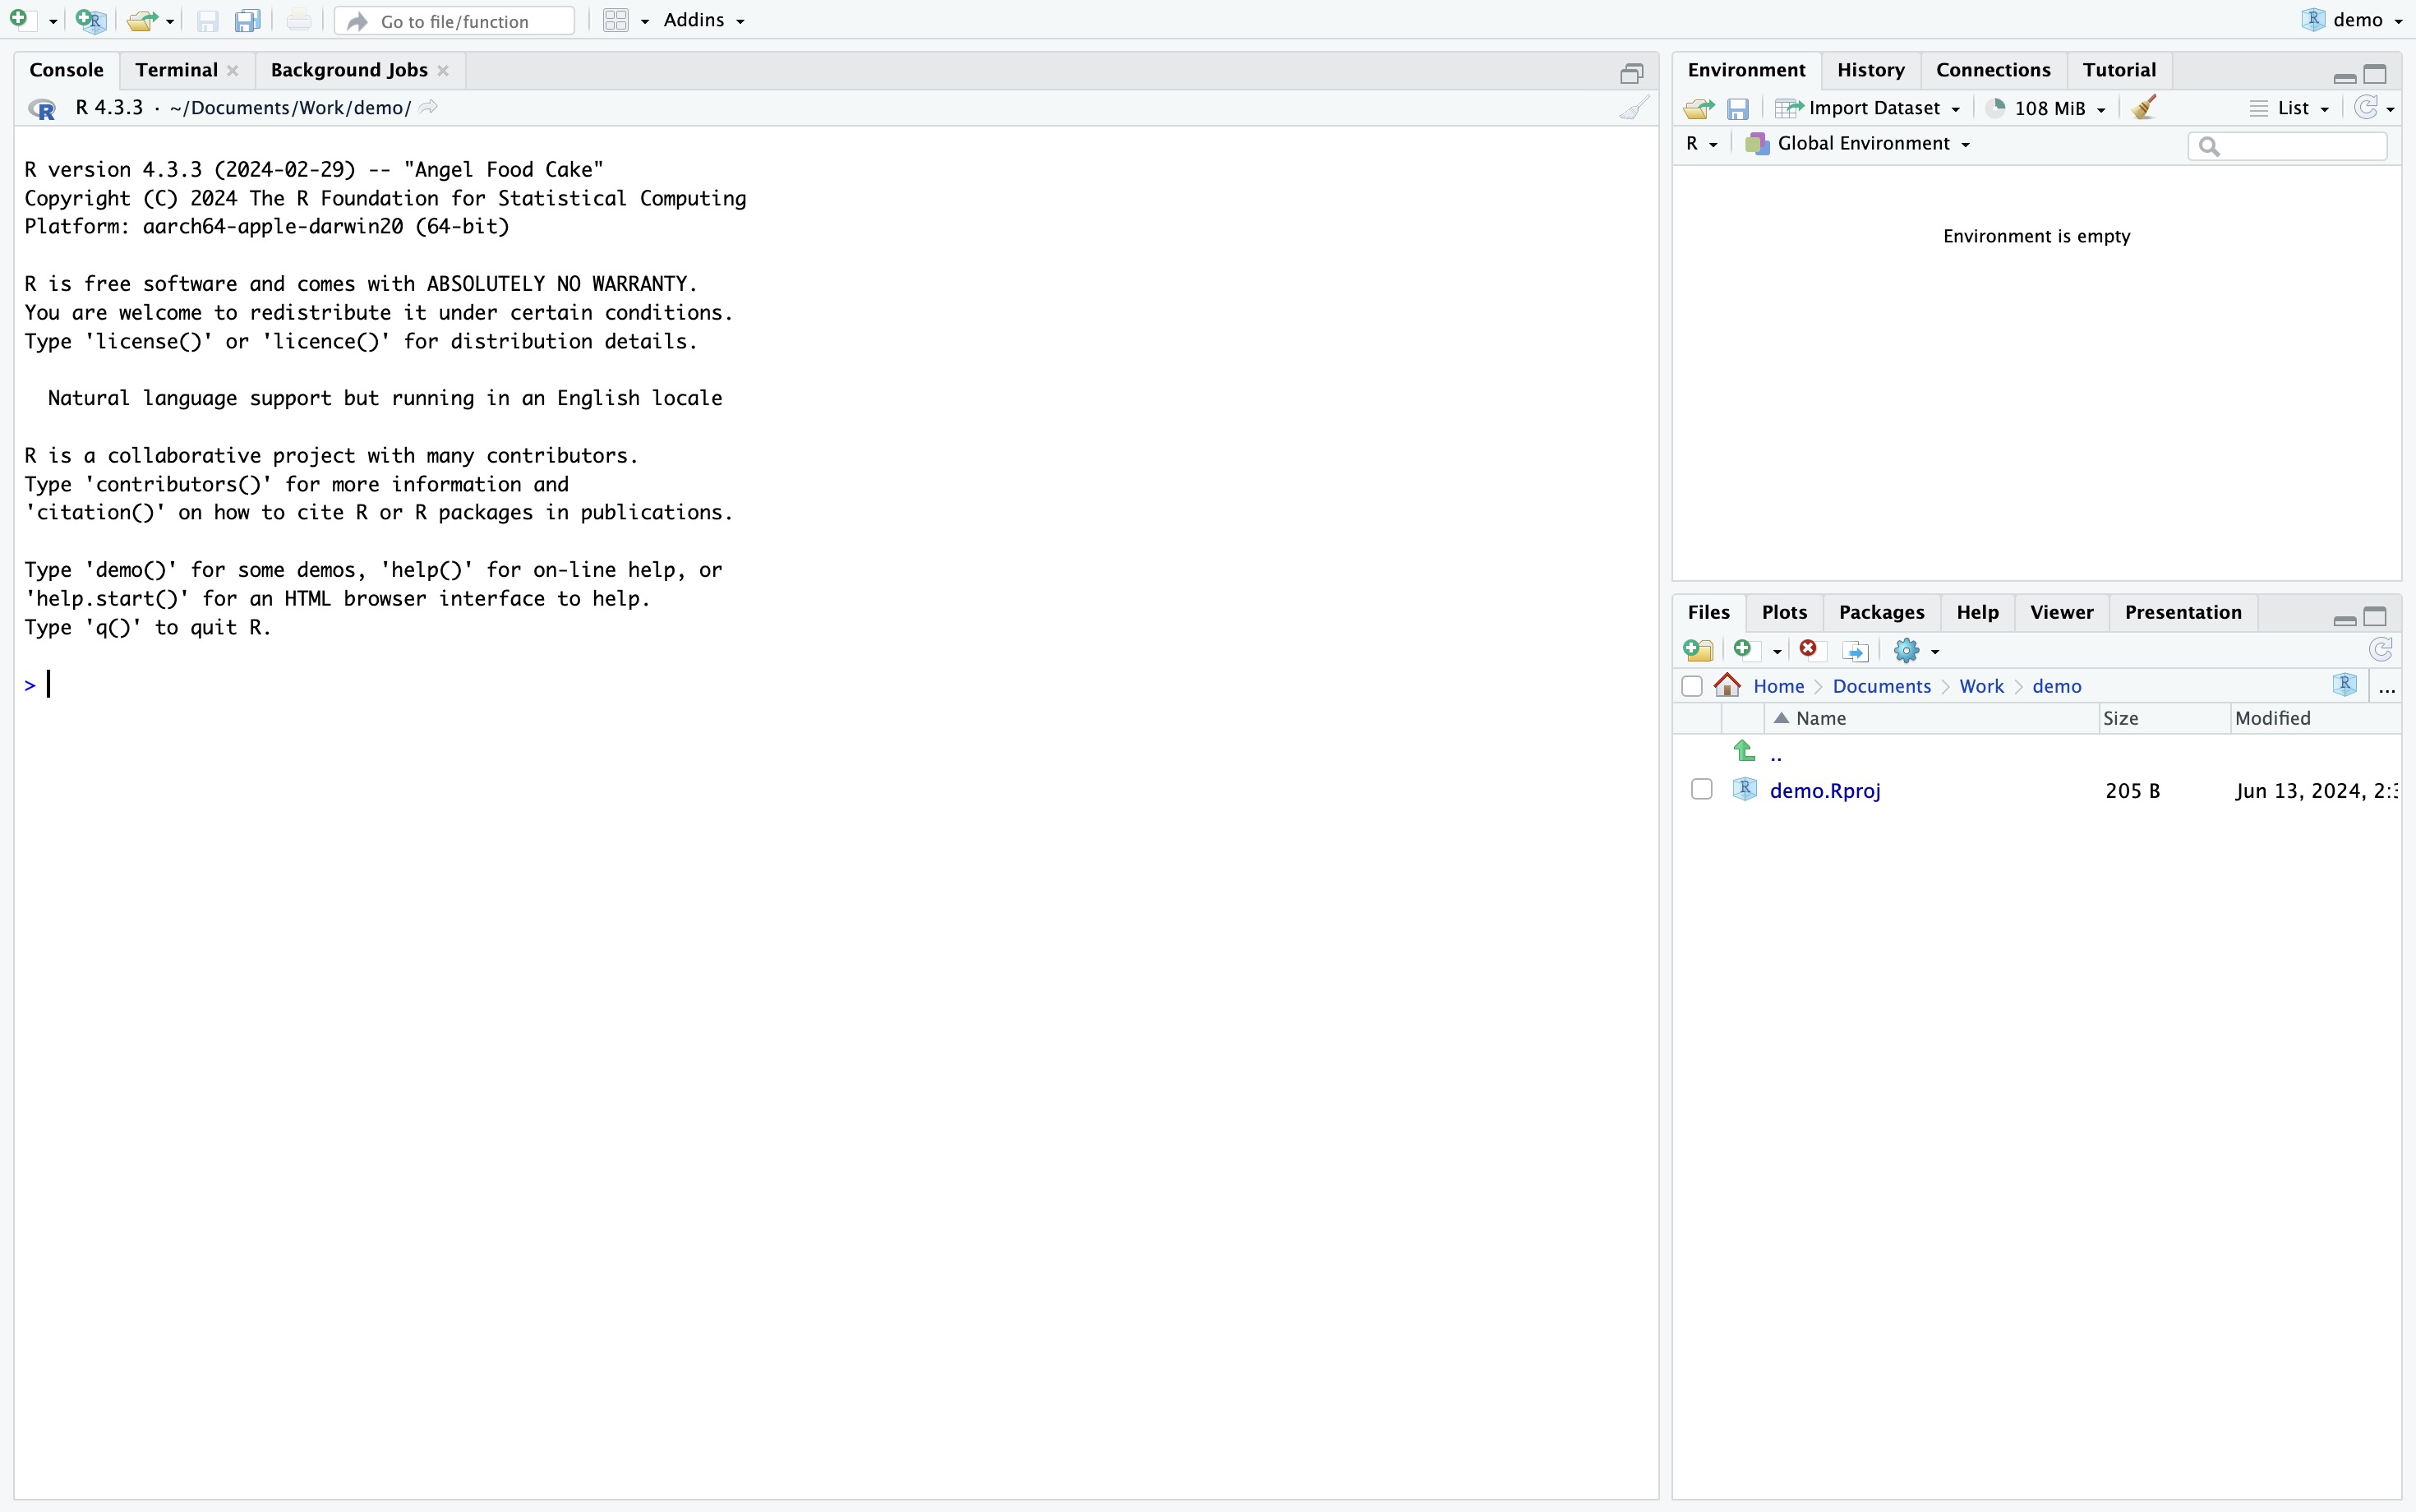 Go to file/function
Addins
demo
Console
Terminal
Background Jobs
R 4.3.3 · ~/Documents/Work/demo/
R version 4.3.3 (2024-02-29) -- "Angel Food Cake"
Copyright (C) 2024 The R Foundation for Statistical Computing
Platform: aarch64-apple-darwin20 (64-bit)
R is free software and comes with ABSOLUTELY NO WARRANTY.
You are welcome to redistribute it under certain conditions.
Type 'license()' or 'licence()' for distribution details.
Natural language support but running in an English locale
R is a collaborative project with many contributors.
Type 'contributors()' for more information and
'citation()' on how to cite R or R packages in publications.
Type 'demo()' for some demos, 'help()' for on-line help, or
'help.start()' for an HTML browser interface to help.
Type 'q()' to quit R.
>
Environment
History
Connections
Tutorial
Import Dataset
108 MiB
List
R
Global Environment
Environment is empty
Files
Plots
Packages
Help
Viewer
Presentation
Home
Documents
Work
demo
...
Name
Size
Modified
..
demo.Rproj
205 B
Jun 13, 2024, 2: